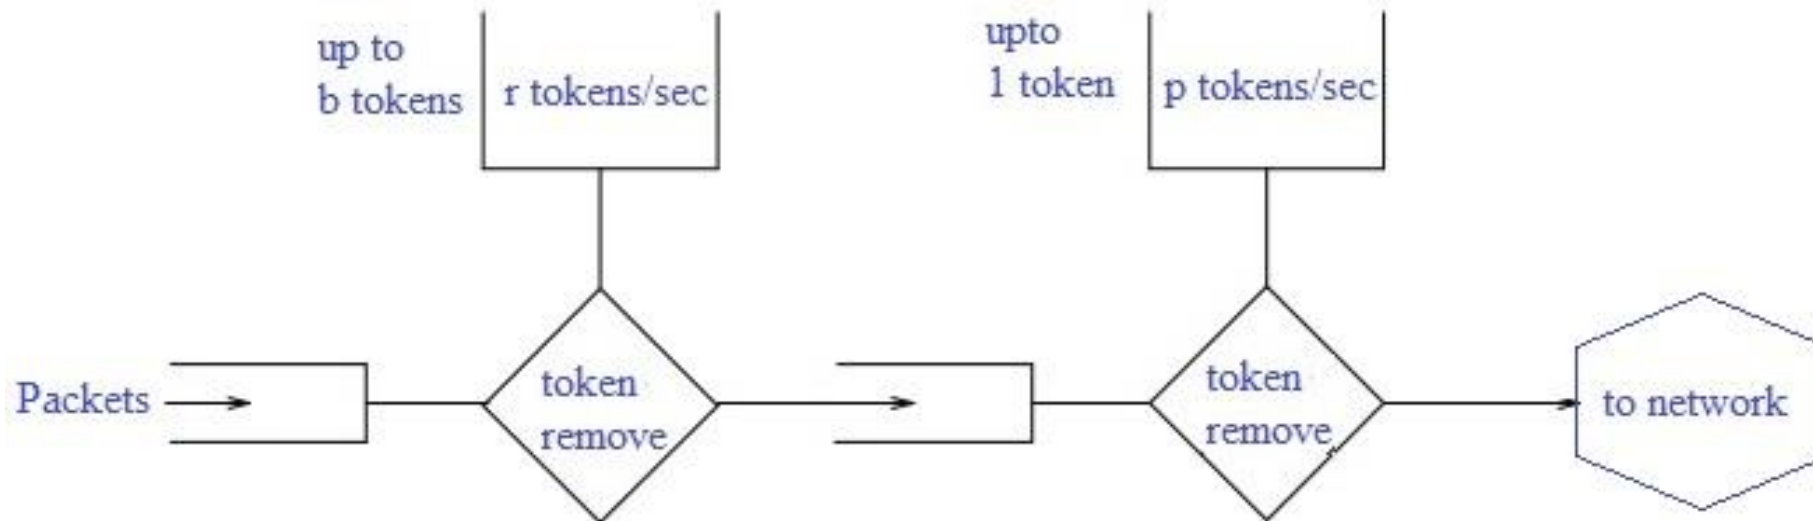 up to
b tokens
r tokens/sec
upto
1 token
p tokens/sec
Packets
token
remove
token
remove
to network